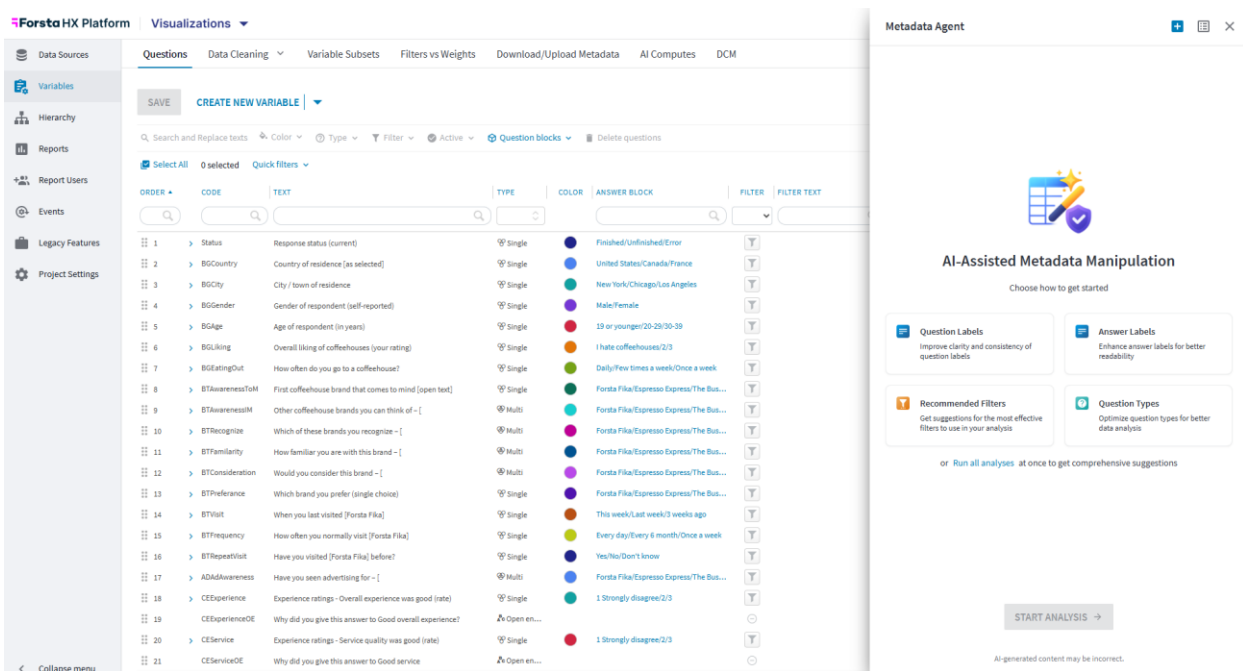 Forsta HX Platform
Visualizations
Data Sources
Variables
Hierarchy
Reports
Report Users
Events
Legacy Features
Project Settings
Collapse menu
Questions Data Cleaning Variable Subsets Filters vs Weights Download/Upload Metadata AI Computes DCM
SAVE CREATE NEW VARIABLE
Search and Replace texts Color Type Filter Active Question blocks Delete questions
Select All 0 selected Quick filters
ORDER CODE TEXT TYPE COLOR ANSWER BLOCK FILTER FILTER TEXT
1 Status Response status (current) Single Finished/Unfinished/Error
2 BGCountry Country of residence [as selected] Single United States/Canada/France
3 BGCity City / town of residence Single New York/Chicago/Los Angeles
4 BGGender Gender of respondent (self-reported) Single Male/Female
5 BGAge Age of respondent (in years) Single 19 or younger/20-29/30-39
6 BGLiking Overall liking of coffeehouses (your rating) Single I hate coffeehouses/2/3
7 BGEatingOut How often do you go to a coffeehouse? Single Daily/Few times a week/Once a week
8 BTAwarenessToM First coffeehouse brand that comes to mind [open text] Single Forsta Fika/Espresso Express/The Bus...
9 BTAwarenessIM Other coffeehouse brands you can think of – [ Multi Forsta Fika/Espresso Express/The Bus...
10 BTRecognize Which of these brands you recognize – [ Multi Forsta Fika/Espresso Express/The Bus...
11 BTFamilarity How familiar you are with this brand – [ Multi Forsta Fika/Espresso Express/The Bus...
12 BTConsideration Would you consider this brand – [ Multi Forsta Fika/Espresso Express/The Bus...
13 BTPreferance Which brand you prefer (single choice) Single Forsta Fika/Espresso Express/The Bus...
14 BTVisit When you last visited [Forsta Fika] Single This week/Last week/3 weeks ago
15 BTFrequency How often you normally visit [Forsta Fika] Single Every day/Every 6 month/Once a week
16 BTRepeatVisit Have you visited [Forsta Fika] before? Single Yes/No/Don't know
17 ADAdAwareness Have you seen advertising for – [ Multi Forsta Fika/Espresso Express/The Bus...
18 CEExperience Experience ratings - Overall experience was good (rate) Single 1 Strongly disagree/2/3
19 CEExperienceOE Why did you give this answer to Good overall experience? Open en...
20 CEService Experience ratings - Service quality was good (rate) Single 1 Strongly disagree/2/3
21 CEServiceOE Why did you give this answer to Good service Open en...
Metadata Agent
AI-Assisted Metadata Manipulation
Choose how to get started
Question Labels
Improve clarity and consistency of
question labels
Answer Labels
Enhance answer labels for better
readability
Recommended Filters
Get suggestions for the most effective
filters to use in your analysis
Question Types
Optimize question types for better
data analysis
or Run all analyses at once to get comprehensive suggestions
START ANALYSIS
AI-generated content may be incorrect.